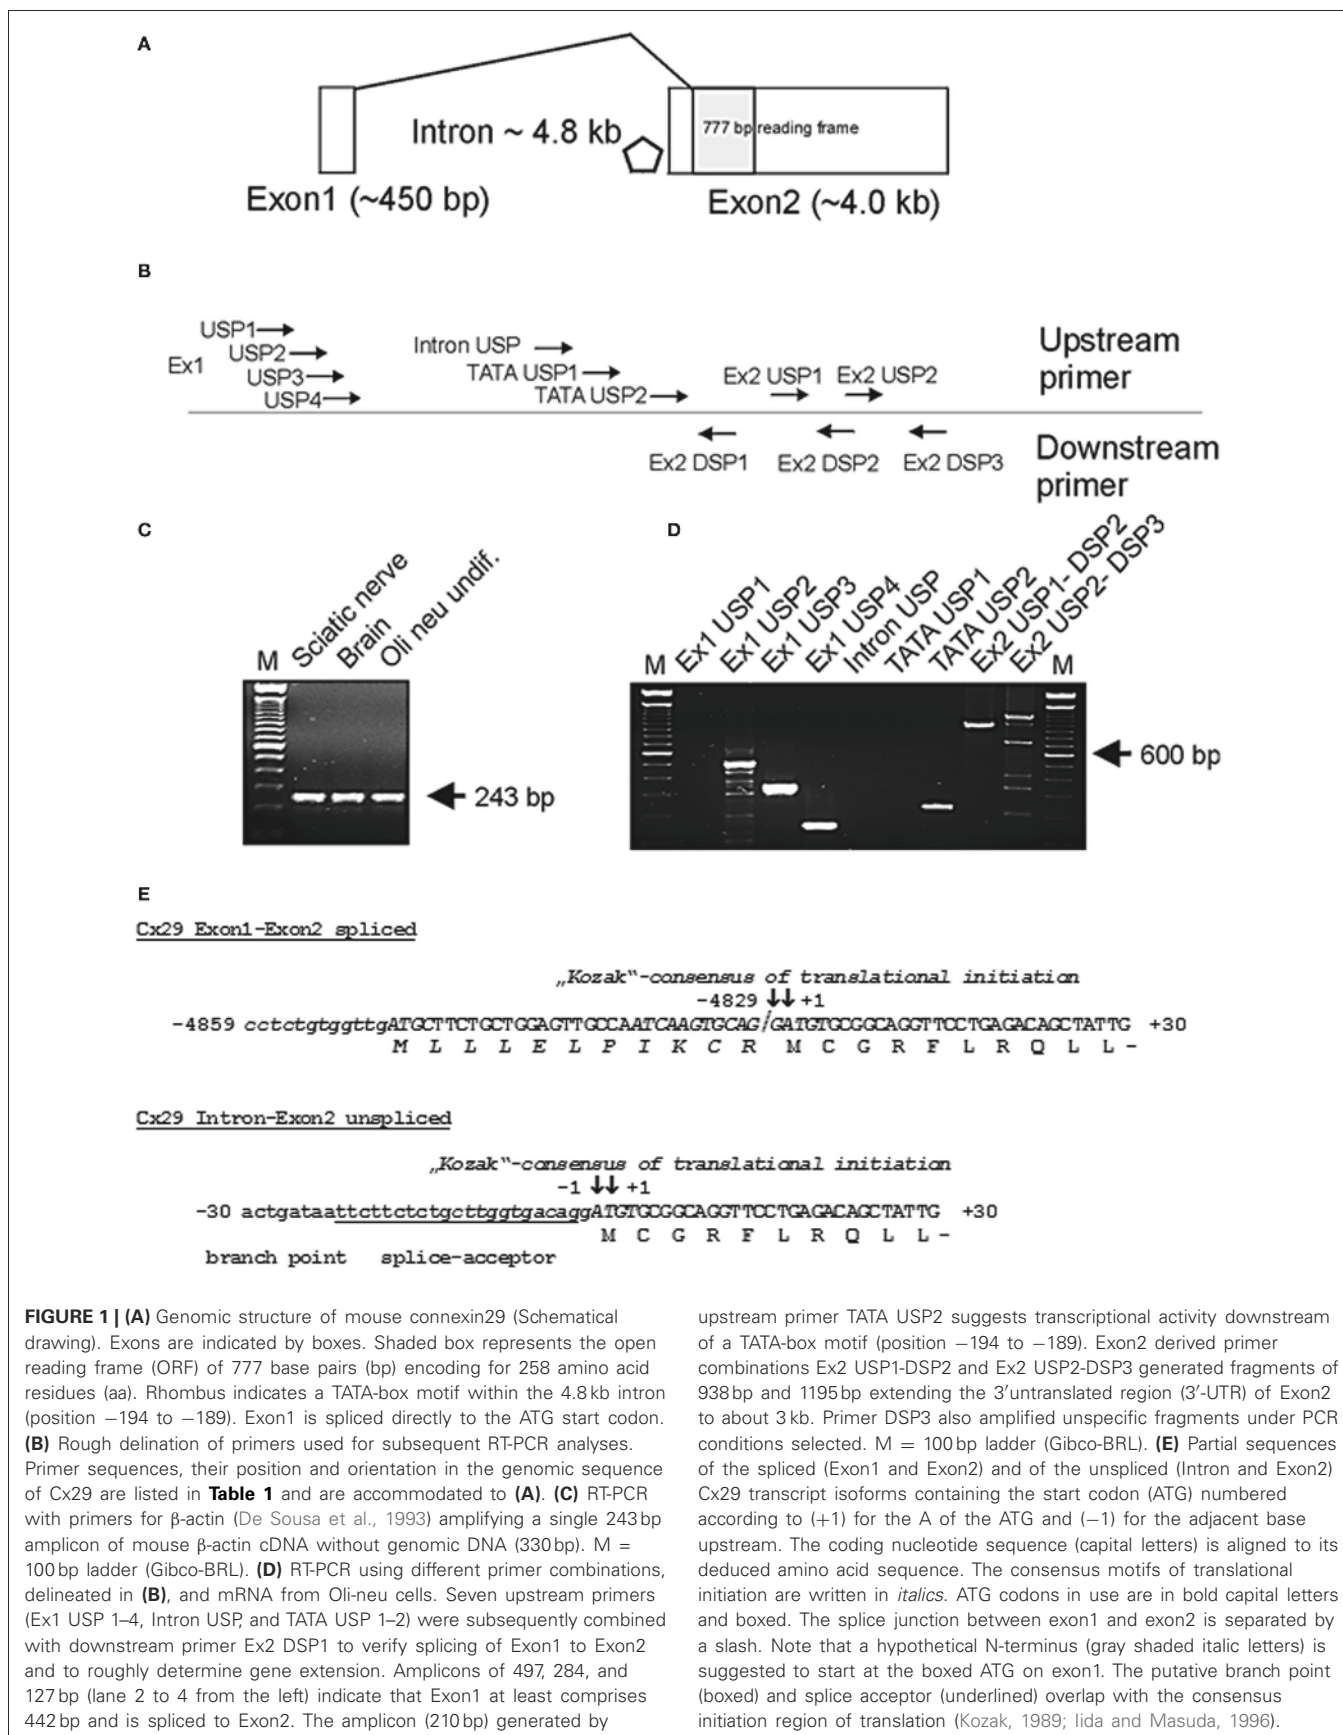 A
Intron ~ 4.8 kb
777 bp reading frame
Exon1 (~450 bp)
Exon2 (~4.0 kb)
B
USP1
USP2
Ex1
USP3
USP4
Intron USP
TATA USP1
TATA USP2
Ex2 USP1
Ex2 USP2
Upstream
primer
Ex2 DSP1
Ex2 DSP2
Ex2 DSP3
Downstream
primer
C
M
Sciatic nerve
Brain
Oli neu undif.
243 bp
D
M
Ex1 USP1
Ex1 USP2
Ex1 USP3
Ex1 USP4
Intron USP
TATA USP1
TATA USP2
Ex2 USP1- DSP2
Ex2 USP2- DSP3
M
600 bp
E
Cx29 Exon1-Exon2 spliced
„Kozak“-consensus of translational initiation
-4829 ↓↓ +1
-4859 cctctgtggttgATGCTTCTGCTGGAGTTGCCAATCAAGTGCAG/GATGTGCGGCAGGTTCCTGAGACAGCTATTG +30
M L L L E L P I K C R M C G R F L R Q L L -
Cx29 Intron-Exon2 unspliced
„Kozak“-consensus of translational initiation
-1 ↓↓ +1
-30 actgataattcttctctgcttggtgacaggATGTGCGGCAGGTTCCTGAGACAGCTATTG +30
M C G R F L R Q L L -
branch point splice-acceptor
FIGURE 1 | (A) Genomic structure of mouse connexin29 (Schematical
drawing). Exons are indicated by boxes. Shaded box represents the open
reading frame (ORF) of 777 base pairs (bp) encoding for 258 amino acid
residues (aa). Rhombus indicates a TATA-box motif within the 4.8 kb intron
(position −194 to −189). Exon1 is spliced directly to the ATG start codon.
(B) Rough delination of primers used for subsequent RT-PCR analyses.
Primer sequences, their position and orientation in the genomic sequence
of Cx29 are listed in Table 1 and are accommodated to (A). (C) RT-PCR
with primers for β-actin (De Sousa et al., 1993) amplifying a single 243 bp
amplicon of mouse β-actin cDNA without genomic DNA (330 bp). M =
100 bp ladder (Gibco-BRL). (D) RT-PCR using different primer combinations,
delineated in (B), and mRNA from Oli-neu cells. Seven upstream primers
(Ex1 USP 1–4, Intron USP, and TATA USP 1–2) were subsequently combined
with downstream primer Ex2 DSP1 to verify splicing of Exon1 to Exon2
and to roughly determine gene extension. Amplicons of 497, 284, and
127 bp (lane 2 to 4 from the left) indicate that Exon1 at least comprises
442 bp and is spliced to Exon2. The amplicon (210 bp) generated by
upstream primer TATA USP2 suggests transcriptional activity downstream
of a TATA-box motif (position −194 to −189). Exon2 derived primer
combinations Ex2 USP1-DSP2 and Ex2 USP2-DSP3 generated fragments of
938 bp and 1195 bp extending the 3′untranslated region (3′-UTR) of Exon2
to about 3 kb. Primer DSP3 also amplified unspecific fragments under PCR
conditions selected. M = 100 bp ladder (Gibco-BRL). (E) Partial sequences
of the spliced (Exon1 and Exon2) and of the unspliced (Intron and Exon2)
Cx29 transcript isoforms containing the start codon (ATG) numbered
according to (+1) for the A of the ATG and (−1) for the adjacent base
upstream. The coding nucleotide sequence (capital letters) is aligned to its
deduced amino acid sequence. The consensus motifs of translational
initiation are written in italics. ATG codons in use are in bold capital letters
and boxed. The splice junction between exon1 and exon2 is separated by
a slash. Note that a hypothetical N-terminus (gray shaded italic letters) is
suggested to start at the boxed ATG on exon1. The putative branch point
(boxed) and splice acceptor (underlined) overlap with the consensus
initiation region of translation (Kozak, 1989; Iida and Masuda, 1996).